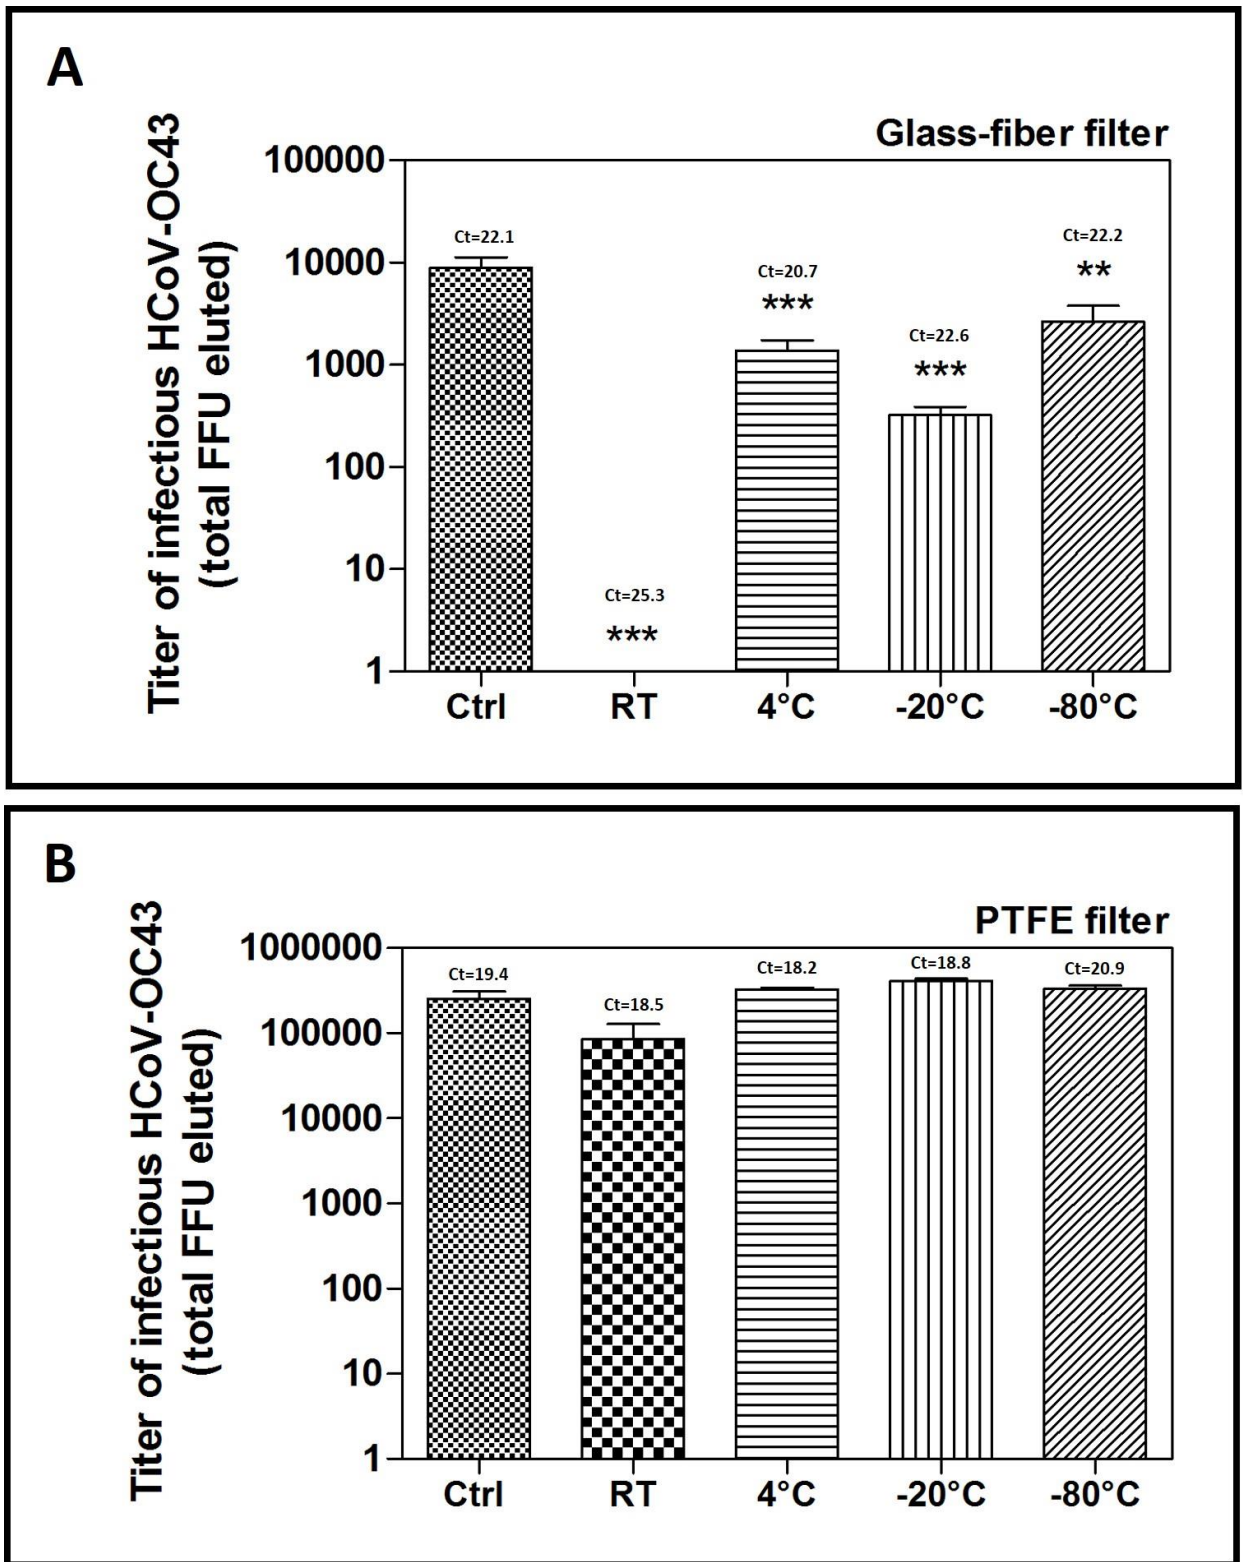 A
Glass-fiber filter
Titer of infectious HCoV-OC43
(total FFU eluted)
100000
10000
1000
100
10
1
Ct=22.1
Ct=25.3
***
Ct=20.7
***
Ct=22.6
***
Ct=22.2
**
Ctrl RT 4°C -20°C -80°C
B
PTFE filter
Titer of infectious HCoV-OC43
(total FFU eluted)
1000000
100000
10000
1000
100
10
1
Ct=19.4
Ct=18.5
Ct=18.2
Ct=18.8
Ct=20.9
Ctrl RT 4°C -20°C -80°C